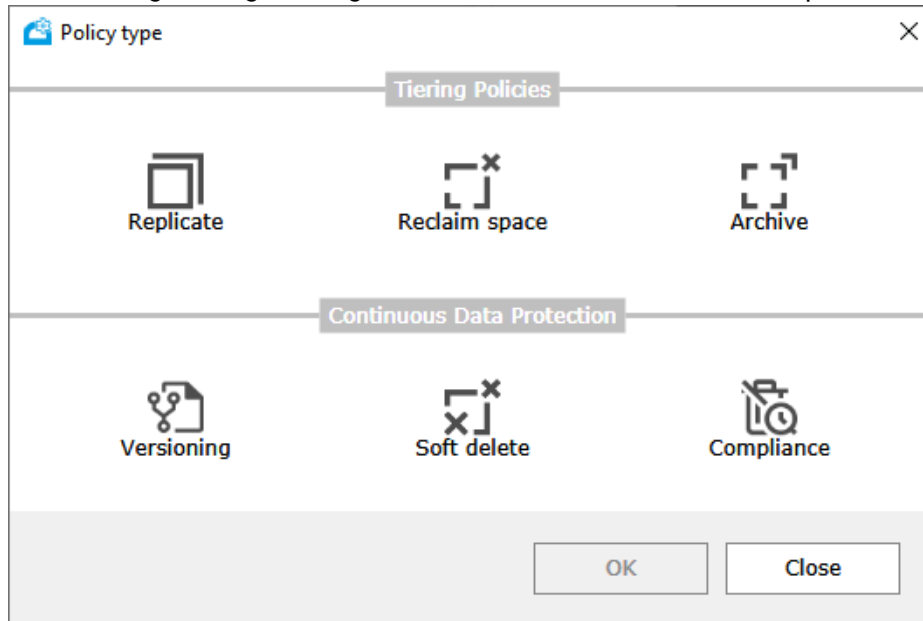 Policy type
Tiering Policies
Replicate
Reclaim space
Archive
Continuous Data Protection
Versioning
Soft delete
Compliance
OK
Close